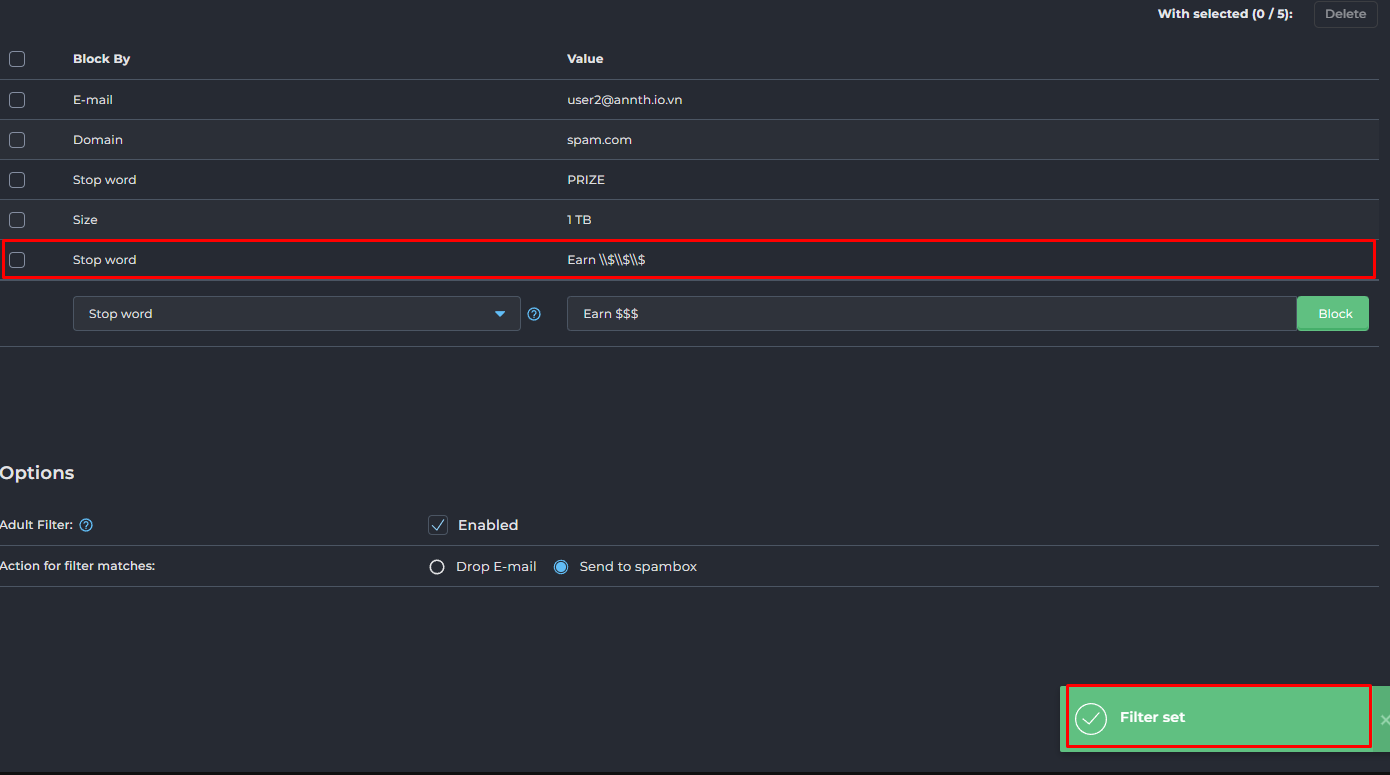 With selected (0 / 5): Delete
Block By Value
E-mail user2@annth.io.vn
Domain spam.com
Stop word PRIZE
Size 1 TB
Stop word Earn \\$\\$\\$
Stop word ? Earn $$$ Block
Options
Adult Filter: ? Enabled
Action for filter matches: Drop E-mail Send to spambox
Filter set